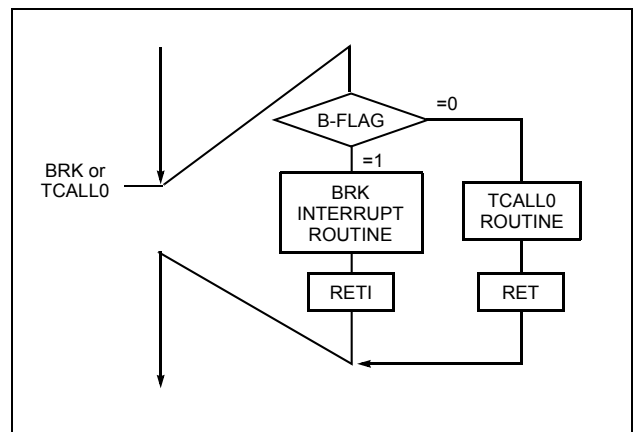 B-FLAG
=0
=1
BRK or
TCALL0
BRK
INTERRUPT
ROUTINE
TCALL0
ROUTINE
RETI
RET